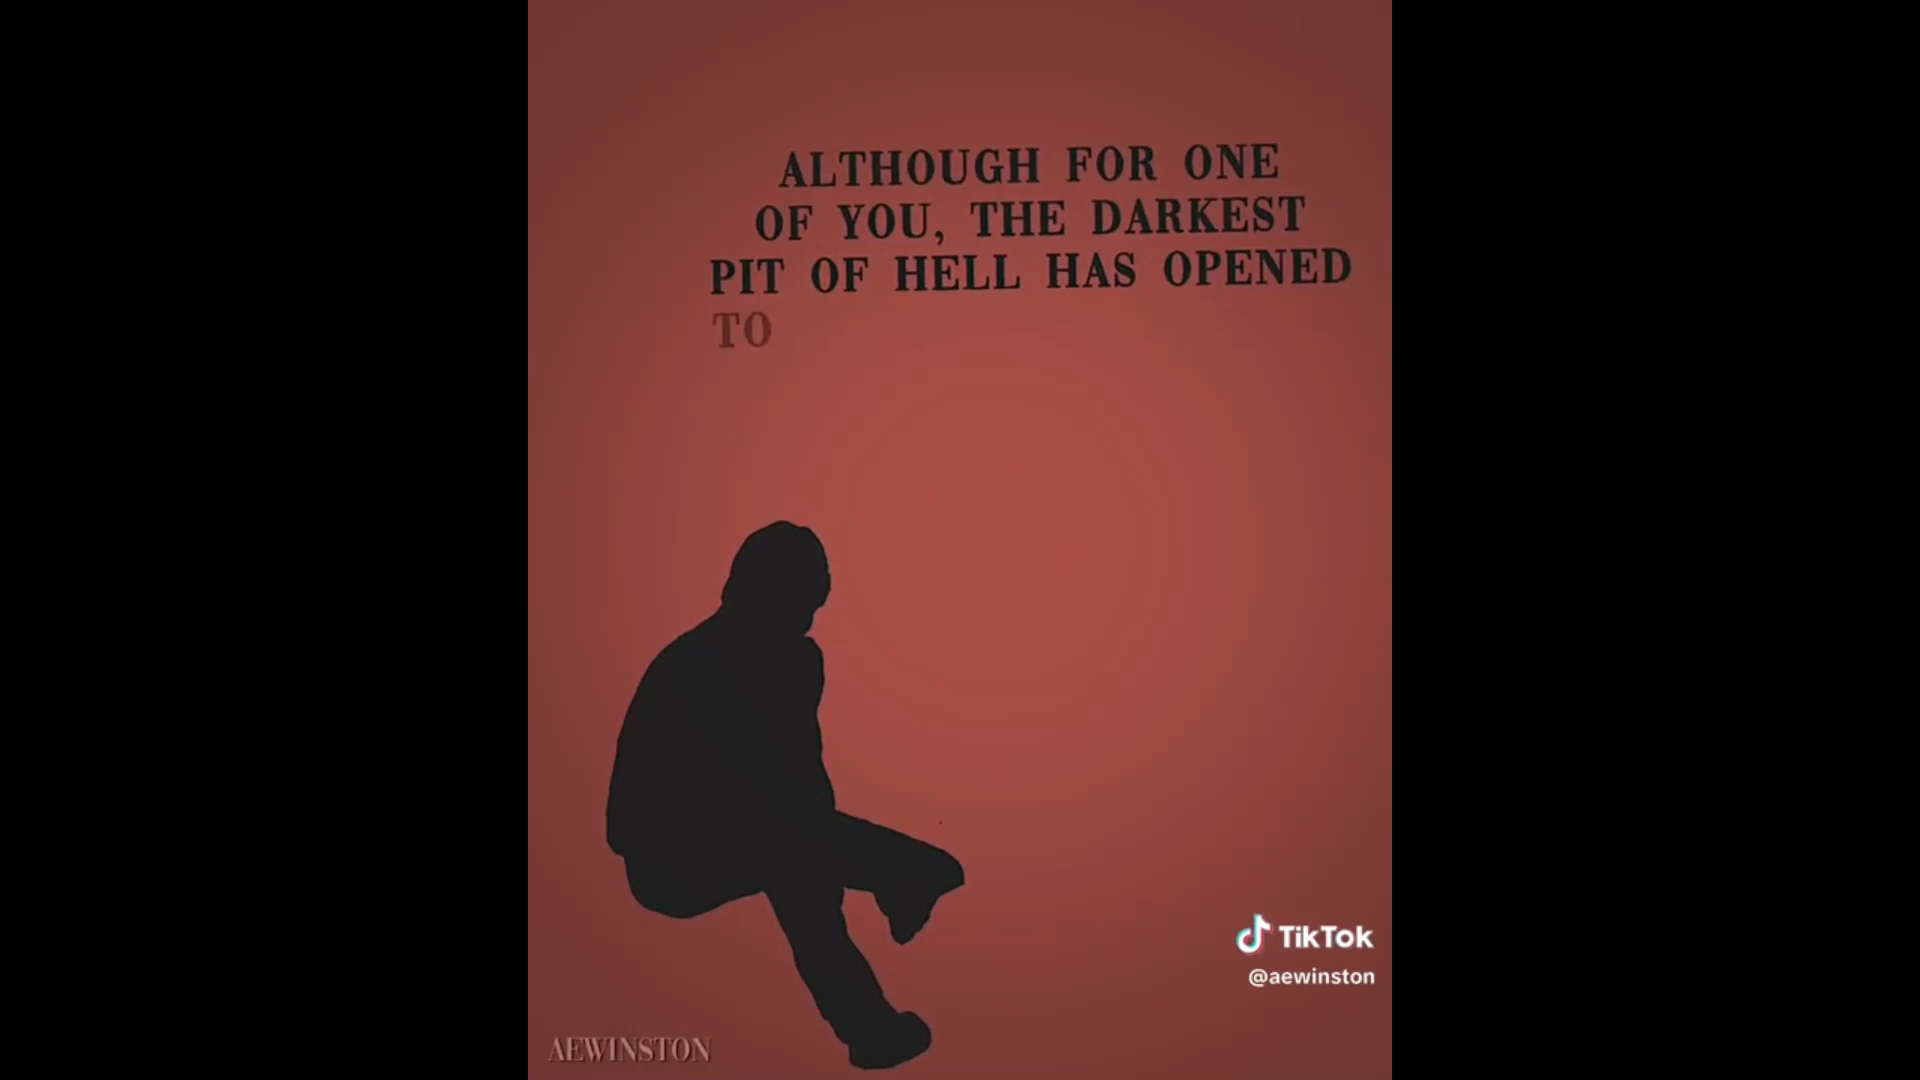 ALTHOUGH FOR ONE
OF YOU, THE DARKEST
PIT OF HELL HAS OPENED
TO
TikTok
@aewinston
AEWINSTON